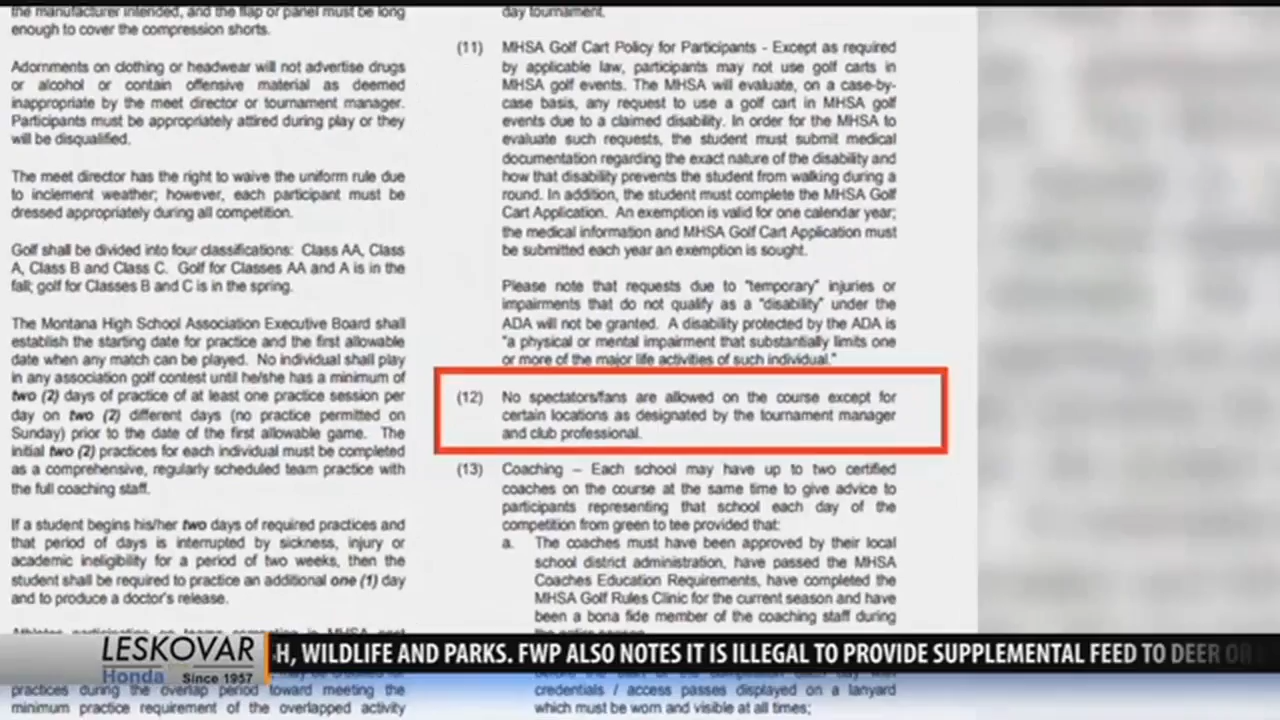 the manufacturer intended, and the flap or panel must be long
enough to cover the compression shorts.
Adornments on clothing or headwear will not advertise drugs
or alcohol or contain offensive material as deemed
inappropriate by the meet director or tournament manager.
Participants must be appropriately attired during play or they
will be disqualified.
The meet director has the right to waive the uniform rule due
to inclement weather; however, each participant must be
dressed appropriately during all competition.
Golf shall be divided into four classifications: Class AA, Class
A, Class B and Class C. Golf for Classes AA and A is in the
fall; golf for Classes B and C is in the spring.
The Montana High School Association Executive Board shall
establish the starting date for practice and the first allowable
date when any match can be played. No individual shall play
in any association golf contest until he/she has a minimum of
two (2) days of practice of at least one practice session per
day on two (2) different days (no practice permitted on
Sunday) prior to the date of the first allowable game. The
initial two (2) practices for each individual must be completed
as a comprehensive, regularly scheduled team practice with
the full coaching staff.
If a student begins his/her two days of required practices and
that period of days is interrupted by sickness, injury or
academic ineligibility for a period of two weeks, then the
student shall be required to practice an additional one (1) day
and to produce a doctor's release.
practices during the overlap period toward meeting the
minimum practice requirement of the overlapped activity
day tournament.
(11) MHSA Golf Cart Policy for Participants - Except as required
by applicable law, participants may not use golf carts in
MHSA golf events. The MHSA will evaluate, on a case-by-
case basis, any request to use a golf cart in MHSA golf
events due to a claimed disability. In order for the MHSA to
evaluate such requests, the student must submit medical
documentation regarding the exact nature of the disability and
how that disability prevents the student from walking during a
round. In addition, the student must complete the MHSA Golf
Cart Application. An exemption is valid for one calendar year;
the medical information and MHSA Golf Cart Application must
be submitted each year an exemption is sought.
Please note that requests due to "temporary" injuries or
impairments that do not qualify as a "disability" under the
ADA will not be granted. A disability protected by the ADA is
"a physical or mental impairment that substantially limits one
or more of the major life activities of such individual."
(12) No spectators/fans are allowed on the course except for
certain locations as designated by the tournament manager
and club professional.
(13) Coaching – Each school may have up to two certified
coaches on the course at the same time to give advice to
participants representing that school each day of the
competition from green to tee provided that:
a. The coaches must have been approved by their local
school district administration, have passed the MHSA
Coaches Education Requirements, have completed the
MHSA Golf Rules Clinic for the current season and have
been a bona fide member of the coaching staff during
credentials / access passes displayed on a lanyard
which must be worn and visible at all times;
LESKOVAR
Honda Since 1957
H, WILDLIFE AND PARKS. FWP ALSO NOTES IT IS ILLEGAL TO PROVIDE SUPPLEMENTAL FEED TO DEER OR